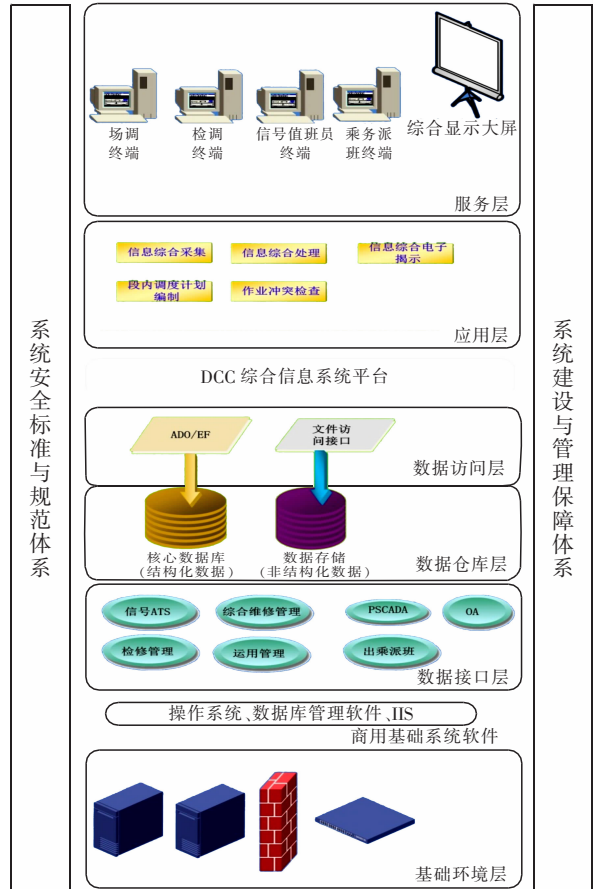 系统安全标准与规范体系
场调
终端
检调
终端
信号值班员
终端
乘务派
班终端
综合显示大屏
服务层
信息综合采集
信息综合处理
信息综合电子
揭示
段内调度计划
编制
作业冲突检查
应用层
DCC 综合信息系统平台
ADO/EF
文件访
问接口
数据访问层
核心数据库
(结构化数据)
数据存储
(非结构化数据)
数据仓库层
信号ATS
综合维修管理
PSCADA
OA
检修管理
运用管理
出乘派班
数据接口层
操作系统、数据库管理软件、IIS
商用基础系统软件
基础环境层
系统建设与管理保障体系